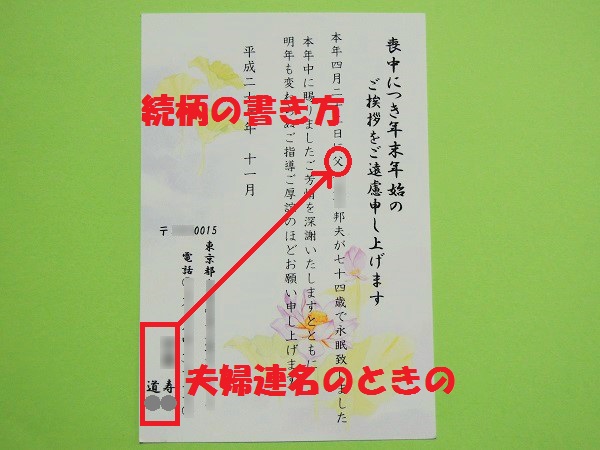 続柄の書き方
夫婦連名のときの
喪中につき年末年始の
ご挨拶をご遠慮申し上げます
本年四月二日に父 邦夫が七十四歳で永眠致しました
本年中に賜りましたご芳情を深謝いたしますとともに
明年も変わらぬご指導ご厚誼のほどお願い申し上げます
平成二十年 十一月
〒 0015
東京都
電話
寿
道